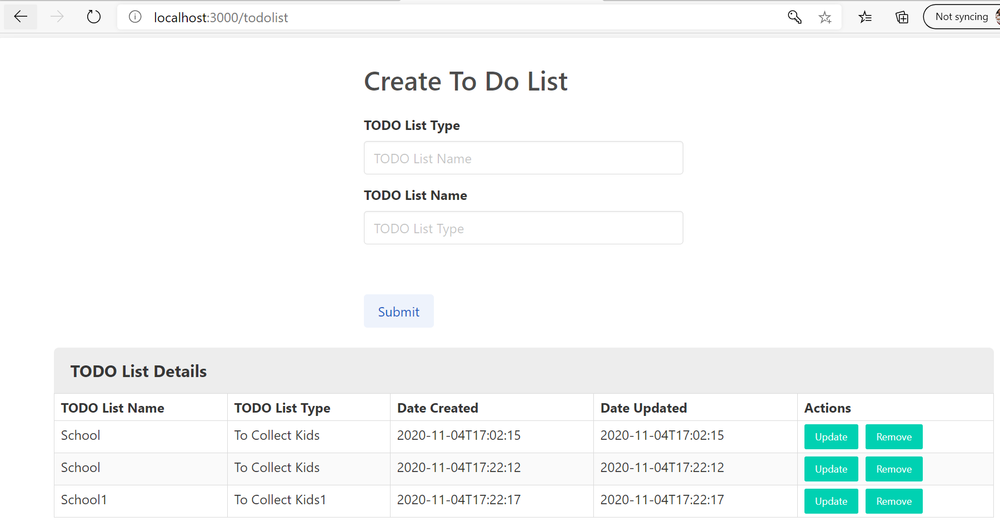 localhost:3000/todolist
Not syncing
Create To Do List
TODO List Type
TODO List Name
TODO List Name
TODO List Type
Submit
TODO List Details
TODO List Name TODO List Type Date Created Date Updated Actions
School To Collect Kids 2020-11-04T17:02:15 2020-11-04T17:02:15 Update Remove
School To Collect Kids 2020-11-04T17:22:12 2020-11-04T17:22:12 Update Remove
School1 To Collect Kids1 2020-11-04T17:22:17 2020-11-04T17:22:17 Update Remove